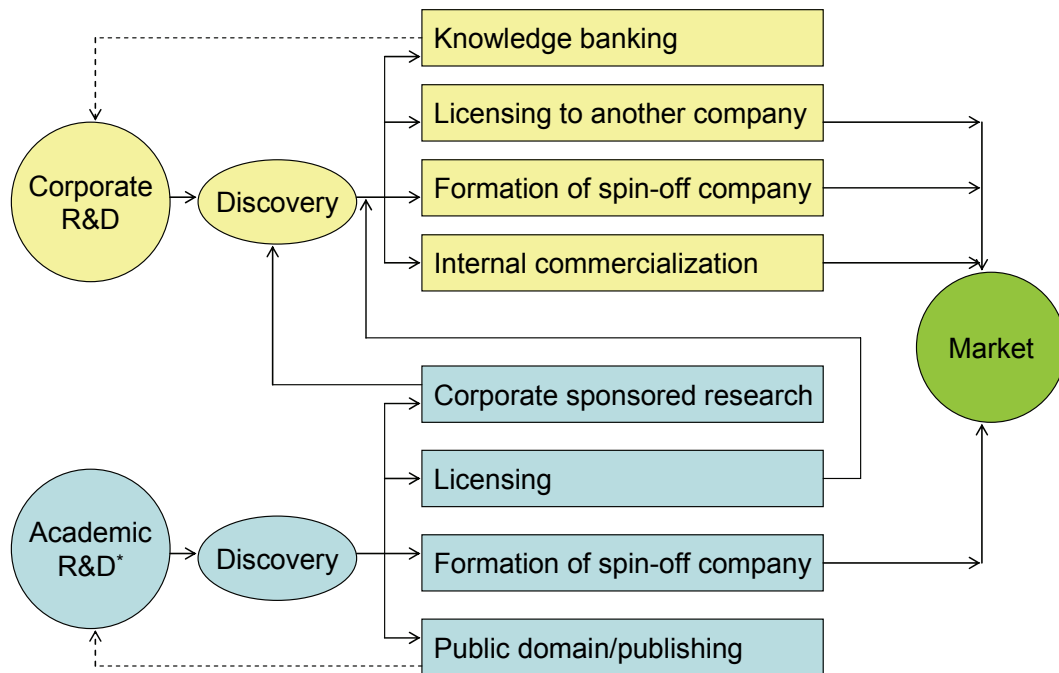 Knowledge banking
Licensing to another company
Corporate
R&D
Discovery
Formation of spin-off company
Internal commercialization
Market
Corporate sponsored research
Licensing
Academic
R&D*
Discovery
Formation of spin-off company
Public domain/publishing